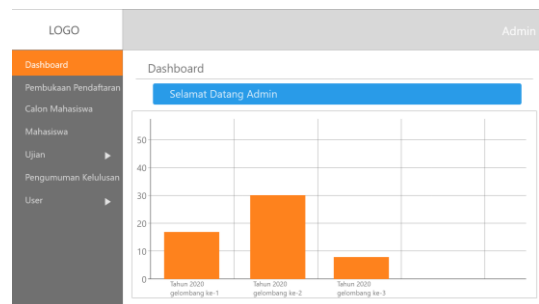 LOGO
Admin
Dashboard
Pembukaan Pendaftaran
Calon Mahasiswa
Mahasiswa
Ujian
Pengumuman Kelulusan
User
Dashboard
Selamat Datang Admin
50
40
30
20
10
0
Tahun 2020
gelombang ke-1
Tahun 2020
gelombang ke-2
Tahun 2020
gelombang ke-3